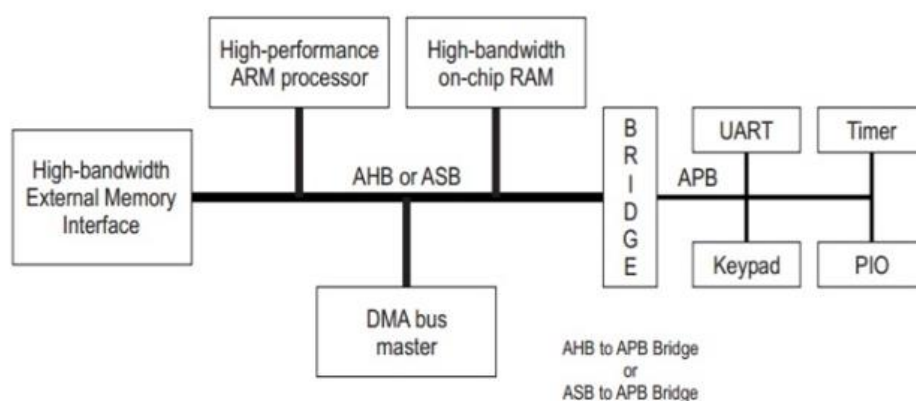 High-performance
ARM processor
High-bandwidth
on-chip RAM
High-bandwidth
External Memory
Interface
AHB or ASB
B
R
I
D
G
E
APB
UART
Timer
Keypad
PIO
DMA bus
master
AHB to APB Bridge
or
ASB to APB Bridge